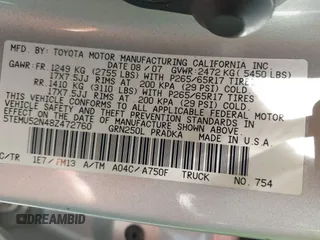 MFD. BY: TOYOTA MOTOR MANUFACTURING CALIFORNIA INC.
DATE 08/07 GVWR:2472 KG(5450 LBS)
GAWR: FR. 1249 KG (2755 LBS) WITH P265/65R17 TIRES
17X7.5JJ RIMS AT 200 KPA (29 PSI) COLD TIRE
RR. 1410 KG (3110 LBS) WITH P265/65R17 TIRES
17X7.5JJ RIMS AT 200 KPA (29 PSI) COLD TIRE
THIS VEHICLE CONFORMS TO ALL APPLICABLE FEDERAL
MOTOR VEHICLE SAFETY STANDARDS IN EFFECT ON THE
DATE OF MANUFACTURE SHOWN ABOVE.
5TEMU52N48Z472760 GRN250L PRADKA MADE IN U.S.A
C/TR 1E7/FM13 A/TM A04C/A750F TRUCK NO. 754
DREAMBID